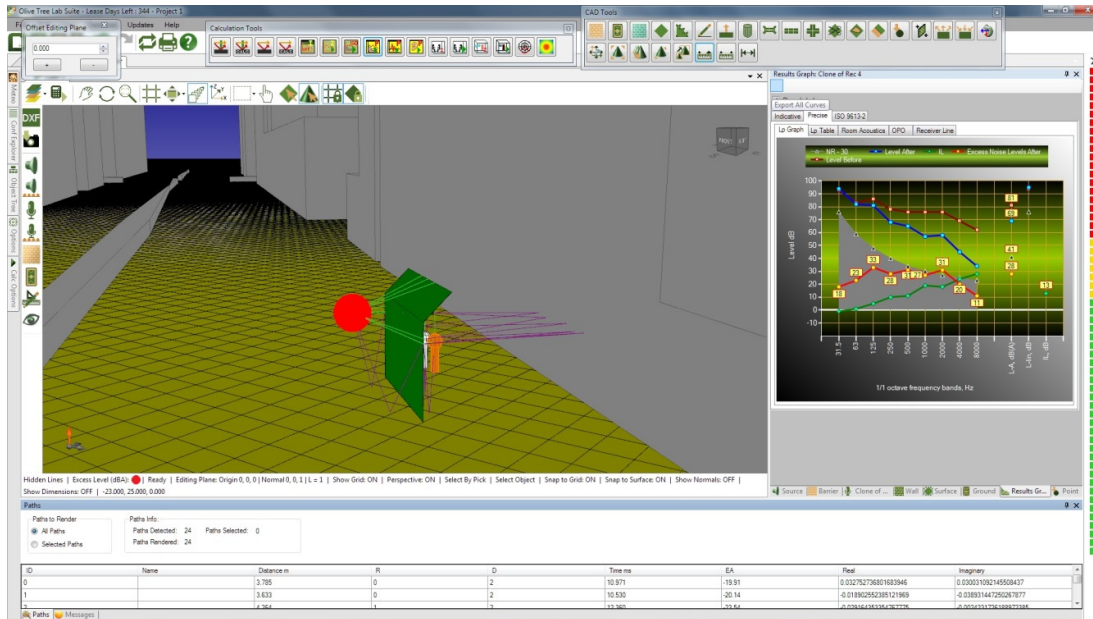 Olive Tree Lab Suite - Lease Days Left : 344 - Project 1
Updates Help
Offset Editing Plane
0.000
+ -
Calculation Tools
CAD Tools
DXF
Meteo
Conf Explorer
Object Tree
Options
Calc Options
Results Graph: Clone of Rec 4
Export All Curves
Indicative Precise ISO 9613-2
Lp Graph Lp Table Room Acoustics OPO Receiver Line
NR - 30 Level After IL Excess Noise Levels After
Level Before
100
90
80
70
60
50
40
30
20
10
0
-10
Level dB
18 23 33 28 31 27 31 20 11
81
69
41
28
13
31.5 63 125 250 500 1000 2000 4000 8000 L-A, dB(A) L-lin, dB IL, dB
1/1 octave frequency bands, Hz
Hidden Lines | Excess Level (dBA): | Ready | Editing Plane: Origin 0, 0, 0 | Normal 0, 0, 1 | L = 1 | Show Grid: ON | Perspective: ON | Select By Pick | Select Object | Snap to Grid: ON | Snap to Surface: ON | Show Normals: OFF |
Show Dimensions: OFF | -23.000, 25.000, 0.000
Source Barrier Clone of ... Wall Surface Ground Results Gr... Point
Paths
Paths to Render Paths Info:
All Paths Paths Detected: 24 Paths Selected: 0
Selected Paths Paths Rendered: 24
ID Name Distance m R D Time ms EA Real Imaginary
0 3.785 0 2 10.971 -19.91 0.032752736801683946 0.030031092145508437
1 3.633 0 2 10.530 -20.14 -0.018902552385121969 -0.038931447250267877
Paths Messages